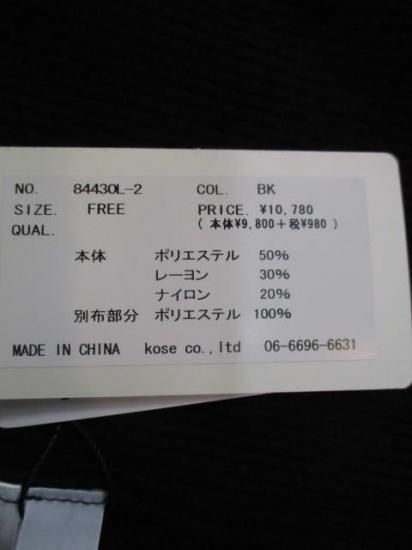 NO. 84430L-2 COL. BK
SIZE. FREE PRICE. ¥10,780
QUAL. (本体¥9,800+税¥980)
本体 ポリエステル 50%
レーヨン 30%
ナイロン 20%
別布部分 ポリエステル 100%
MADE IN CHINA kose co.,ltd 06-6696-6631